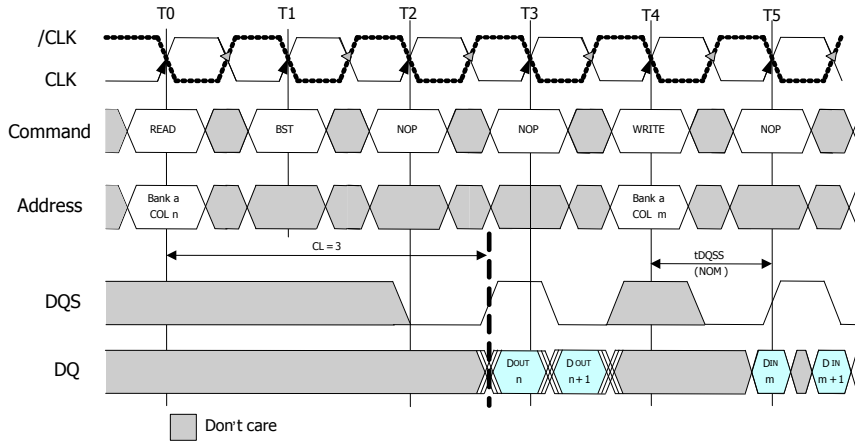 T0 T1 T2 T3 T4 T5
/CLK
CLK
Command READ BST NOP NOP WRITE NOP
Address Bank a COL n Bank a COL m
CL = 3
tDQSS
(NOM)
DQS
DQ DOUT n DOUT n+1 DIN m DIN m+1
Don't care